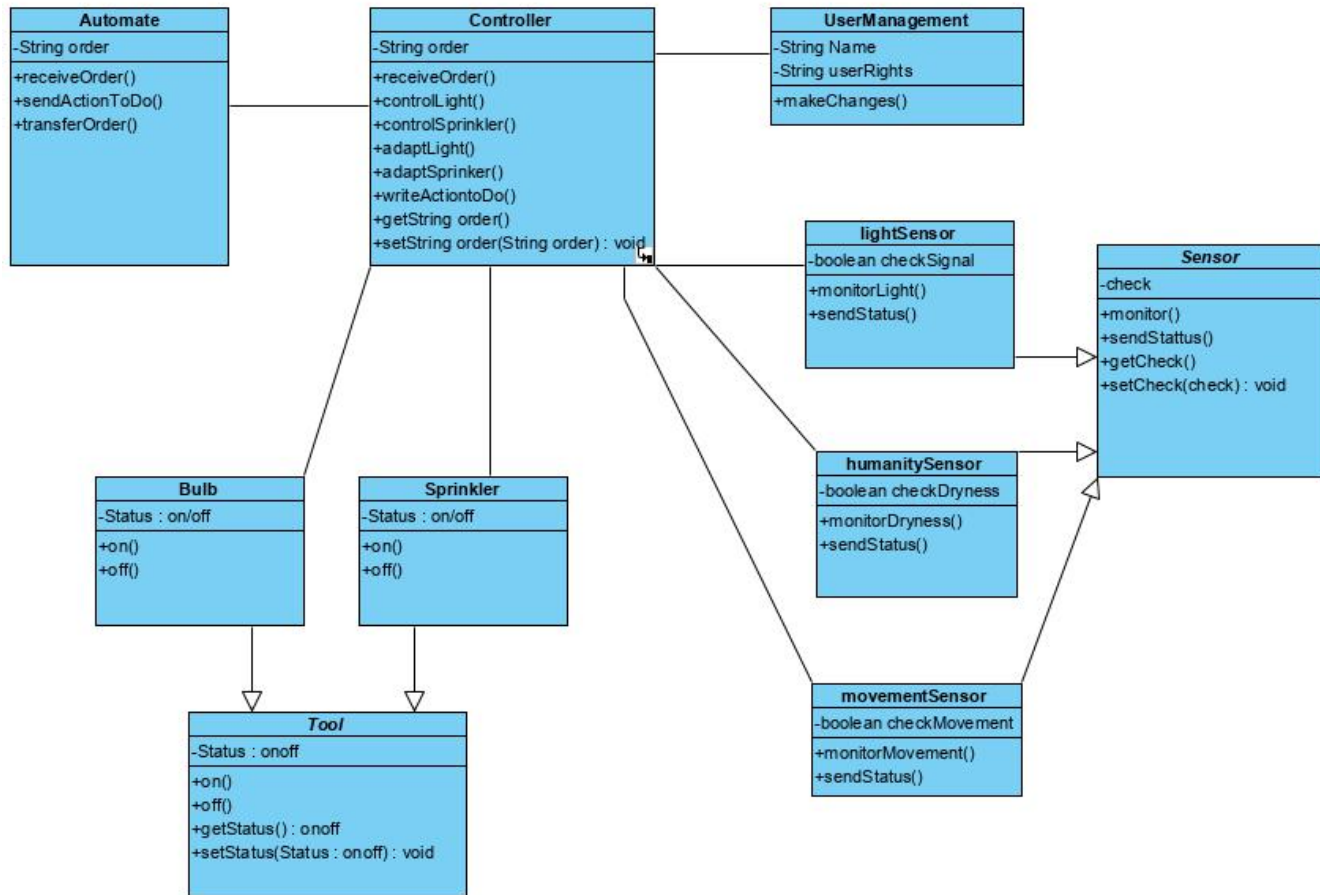 Automate
-String order
+receiveOrder()
+sendActionToDo()
+transferOrder()
Controller
-String order
+receiveOrder()
+controlLight()
+controlSprinkler()
+adaptLight()
+adaptSprinker()
+writeActiontoDo()
+getString order()
+setString order(String order) : void
UserManagement
-String Name
-String userRights
+makeChanges()
lightSensor
-boolean checkSignal
+monitorLight()
+sendStatus()
Sensor
-check
+monitor()
+sendStattus()
+getCheck()
+setCheck(check) : void
humanitySensor
-boolean checkDryness
+monitorDryness()
+sendStatus()
Bulb
-Status : on/off
+on()
+off()
Sprinkler
-Status : on/off
+on()
+off()
movementSensor
-boolean checkMovement
+monitorMovement()
+sendStatus()
Tool
-Status : onoff
+on()
+off()
+getStatus() : onoff
+setStatus(Status : onoff) : void